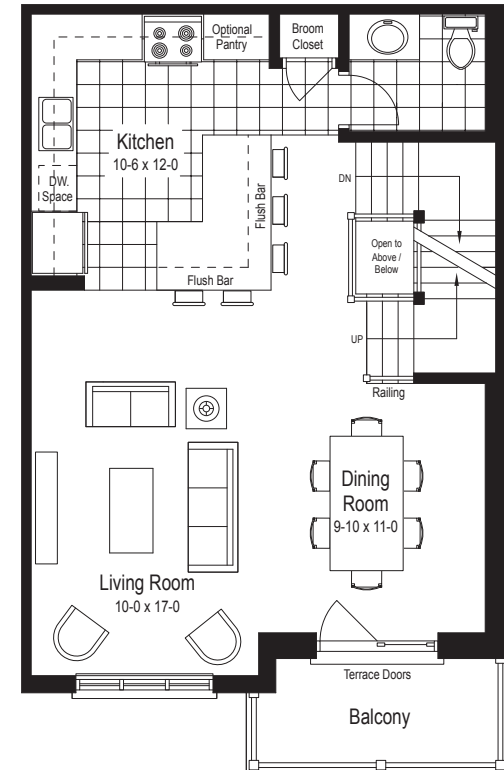 Optional
Pantry
Broom
Closet
Kitchen
10-6 x 12-0
DW.
Space
Flush Bar
Flush Bar
DN
Open to
Above /
Below
UP
Railing
Dining
Room
9-10 x 11-0
Living Room
10-0 x 17-0
Terrace Doors
Balcony